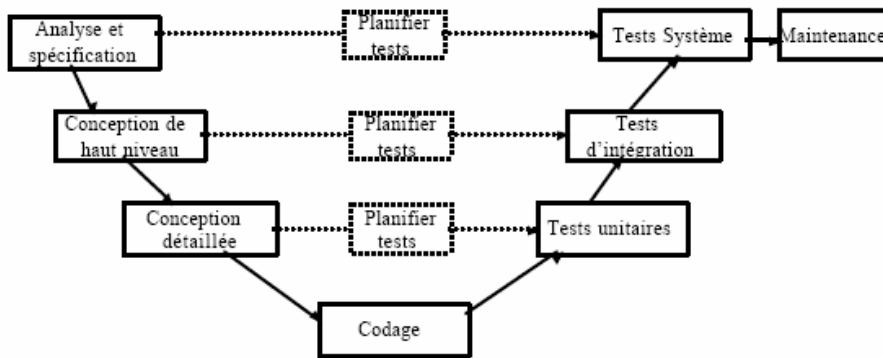 Analyse et
spécification
Planifier
tests
Tests Système
Maintenance
Conception de
haut niveau
Planifier
tests
Tests
d'intégration
Conception
détaillée
Planifier
tests
Tests unitaires
Codage